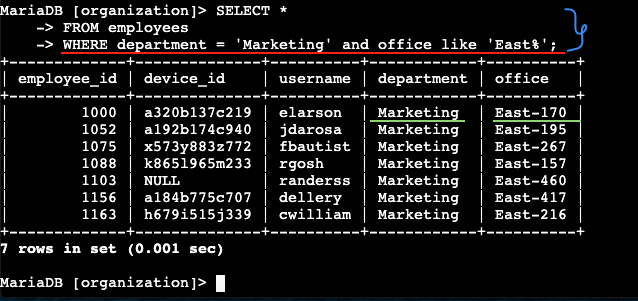 MariaDB [organization]> SELECT *
    -> FROM employees
    -> WHERE department = 'Marketing' and office like 'East%';
+-------------+--------------+----------+------------+----------+
| employee_id | device_id    | username | department | office   |
+-------------+--------------+----------+------------+----------+
|        1000 | a320b137c219 | elarson  | Marketing  | East-170 |
|        1052 | a192b174c940 | jdarosa  | Marketing  | East-195 |
|        1075 | x573y883z772 | fbautist | Marketing  | East-267 |
|        1088 | k865l965m233 | rgosh    | Marketing  | East-157 |
|        1103 | NULL         | randerss | Marketing  | East-460 |
|        1156 | a184b775c707 | dellery  | Marketing  | East-417 |
|        1163 | h679i515j339 | cwilliam | Marketing  | East-216 |
+-------------+--------------+----------+------------+----------+
7 rows in set (0.001 sec)
MariaDB [organization]>